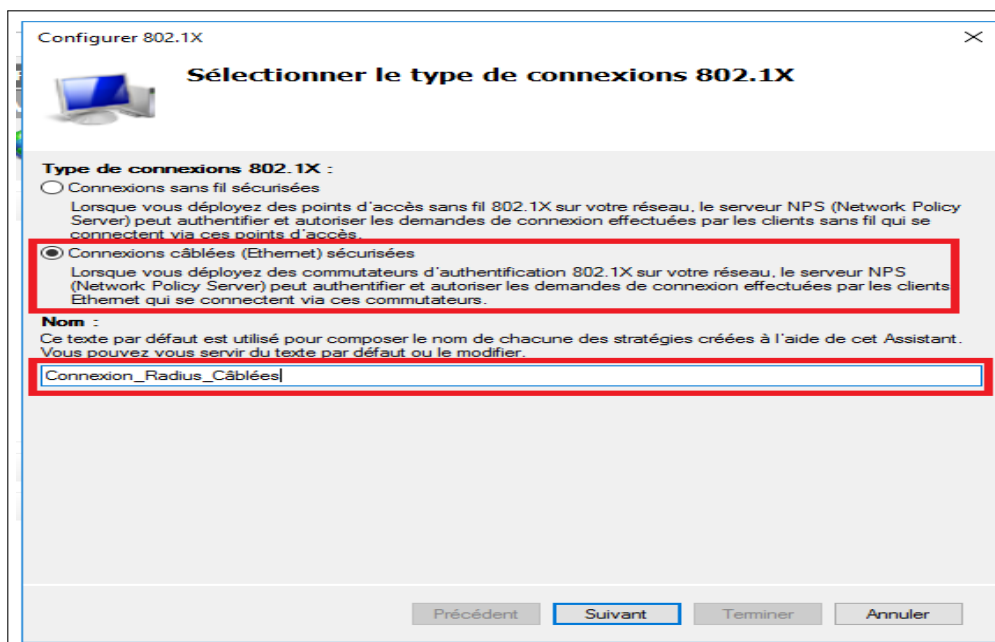 Configurer 802.1X
Sélectionner le type de connexions 802.1X
Type de connexions 802.1X :
Connexions sans fil sécurisées
Lorsque vous déployez des points d'accès sans fil 802.1X sur votre réseau, le serveur NPS (Network Policy
Server) peut authentifier et autoriser les demandes de connexion effectuées par les clients sans fil qui se
connectent via ces points d'accès.
Connexions câblées (Ethernet) sécurisées
Lorsque vous déployez des commutateurs d'authentification 802.1X sur votre réseau, le serveur NPS
(Network Policy Server) peut authentifier et autoriser les demandes de connexion effectuées par les clients
Ethernet qui se connectent via ces commutateurs.
Nom :
Ce texte par défaut est utilisé pour composer le nom de chacune des stratégies créées à l'aide de cet Assistant.
Vous pouvez vous servir du texte par défaut ou le modifier.
Connexion_Radius_Câblées
Précédent Suivant Terminer Annuler